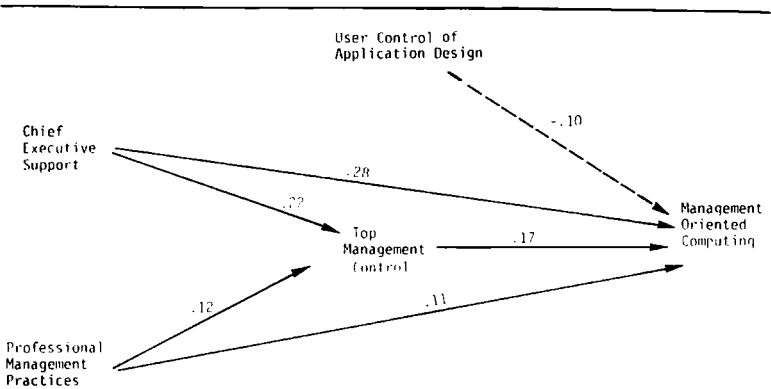 User Control of
Application Design
-.10
Chief
Executive
Support
.28
.22
Management
Oriented
Computing
Top
Management
Control
.17
.12
.11
Professional
Management
Practices